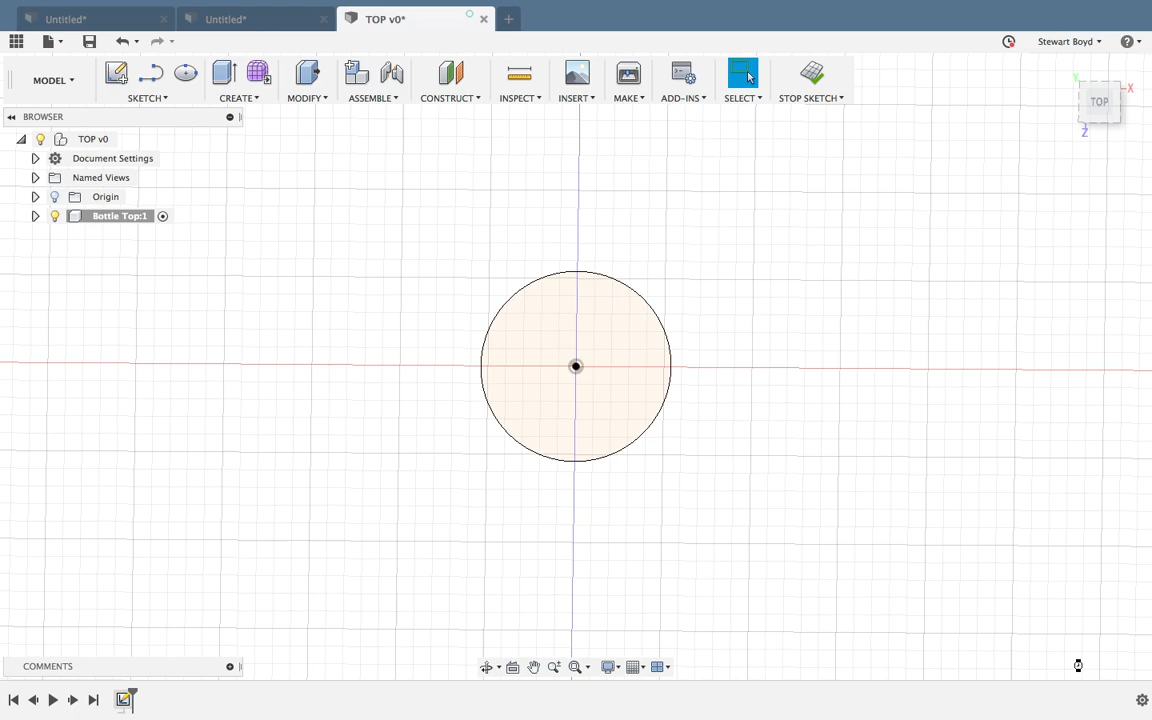 Untitled*
Untitled*
TOP v0*
Stewart Boyd
MODEL
SKETCH
CREATE
MODIFY
ASSEMBLE
CONSTRUCT
INSPECT
INSERT
MAKE
ADD-INS
SELECT
STOP SKETCH
Y
X
TOP
Z
BROWSER
TOP v0
Document Settings
Named Views
Origin
Bottle Top:1
COMMENTS